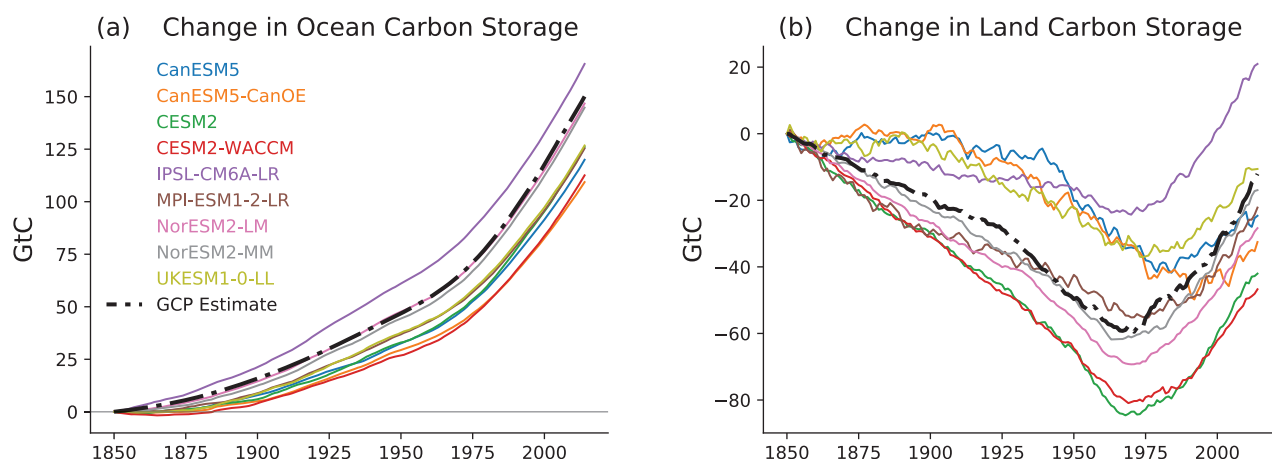 (a) Change in Ocean Carbon Storage
GtC
150
125
100
75
50
25
0
CanESM5
CanESM5-CanOE
CESM2
CESM2-WACCM
IPSL-CM6A-LR
MPI-ESM1-2-LR
NorESM2-LM
NorESM2-MM
UKESM1-0-LL
GCP Estimate
1850 1875 1900 1925 1950 1975 2000
(b) Change in Land Carbon Storage
GtC
20
0
−20
−40
−60
−80
1850 1875 1900 1925 1950 1975 2000